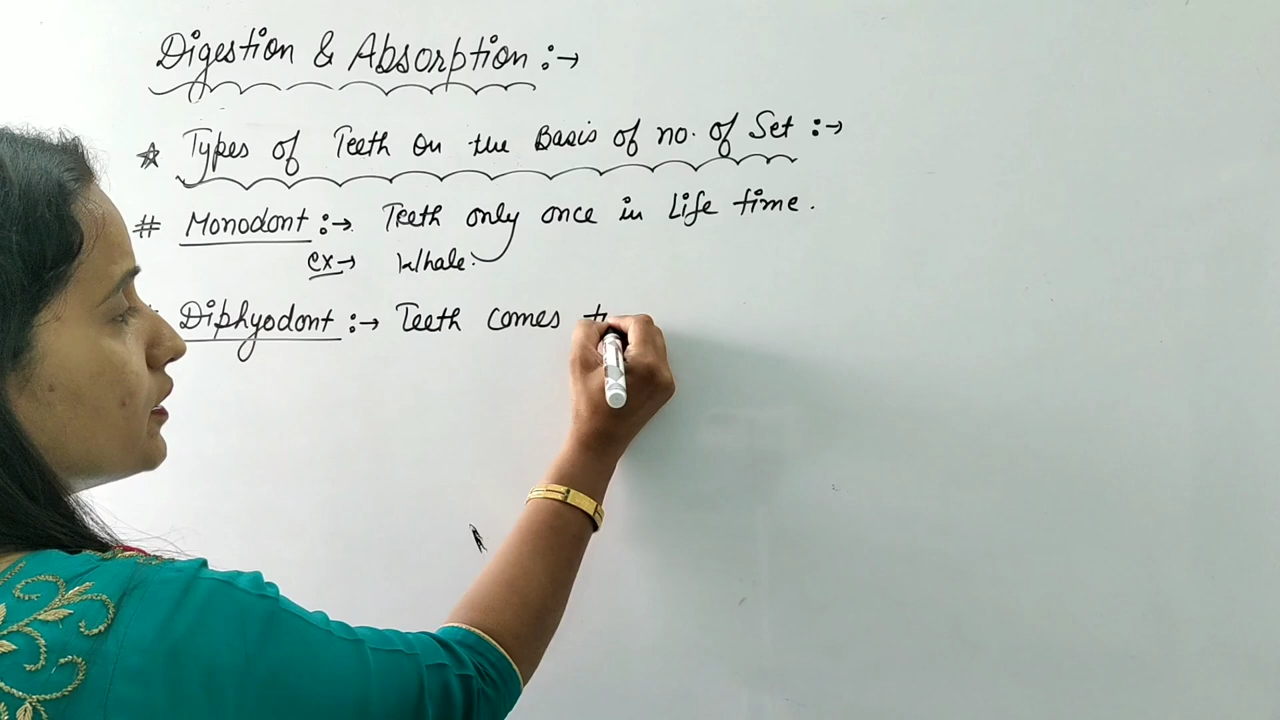 Digestion & Absorption :→
☆ Types of Teeth on the Basis of no. of Set :→
# Monodont :→ Teeth only once in Life time.
ex→ Whale.
Diphyodont :→ Teeth comes